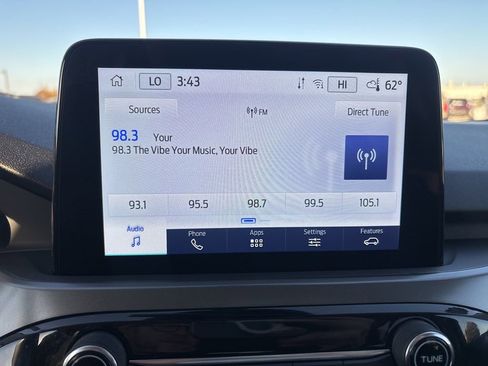 LO 3:43 HI 62°
Sources FM Direct Tune
98.3 Your
98.3 The Vibe Your Music, Your Vibe
93.1 95.5 98.7 99.5 105.1
Audio Phone Apps Settings Features
TUNE